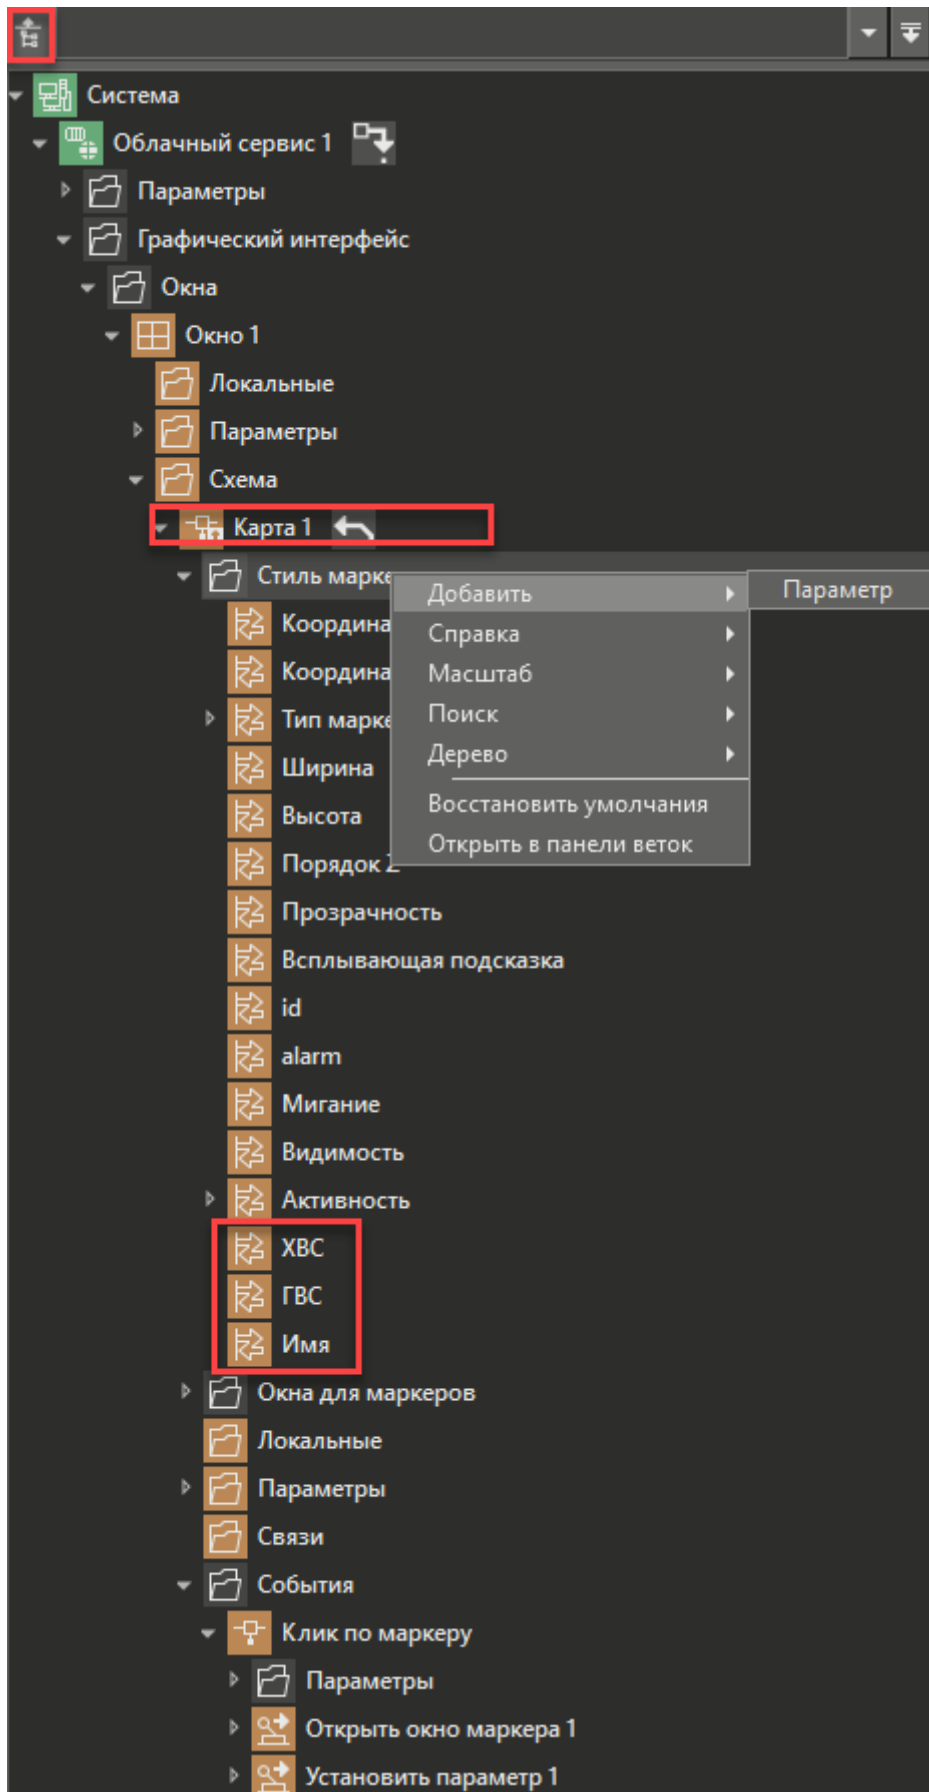 Система
Облачный сервис 1
Параметры
Графический интерфейс
Окна
Окно 1
Локальные
Параметры
Схема
Карта 1
Стиль марке
Добавить
Параметр
Координа
Справка
Координа
Масштаб
Тип марке
Поиск
Ширина
Дерево
Высота
Восстановить умолчания
Порядок Z
Открыть в панели веток
Прозрачность
Всплывающая подсказка
id
alarm
Мигание
Видимость
Активность
ХВС
ГВС
Имя
Окна для маркеров
Локальные
Параметры
Связи
События
Клик по маркеру
Параметры
Открыть окно маркера 1
Установить параметр 1